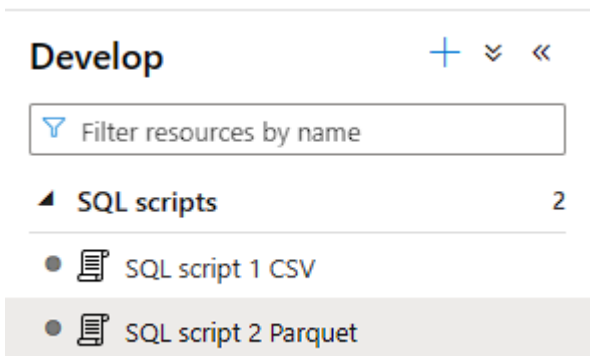 Develop
Filter resources by name
SQL scripts 2
SQL script 1 CSV
SQL script 2 Parquet